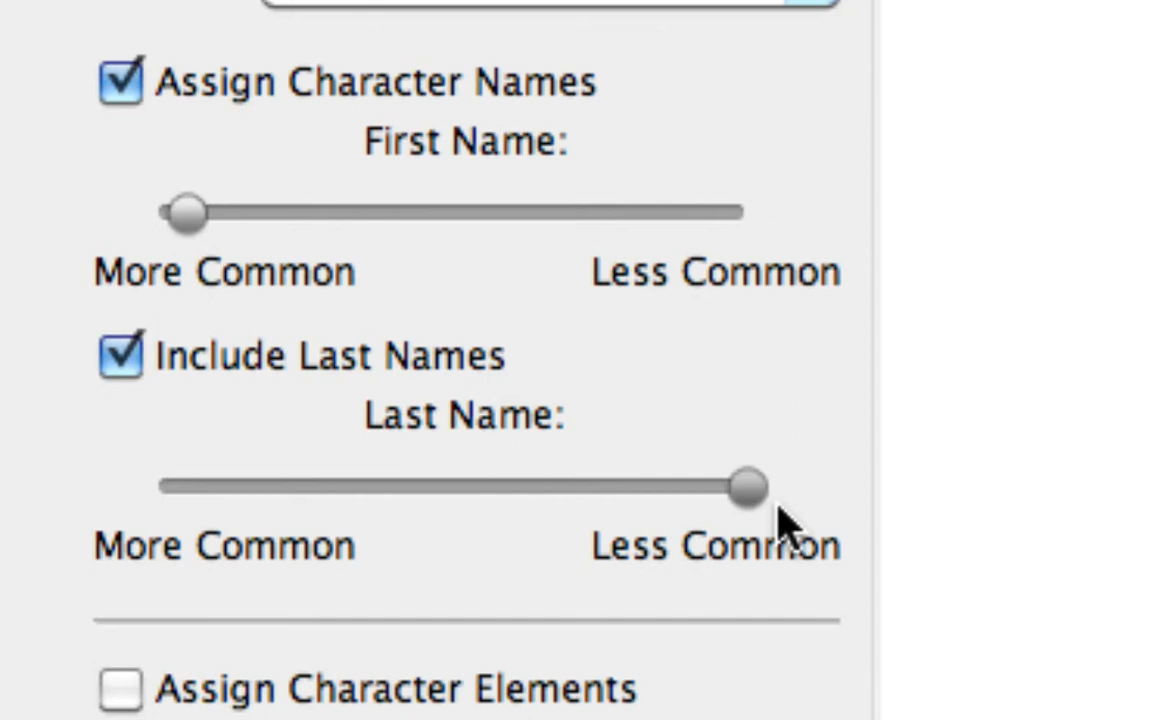 Assign Character Names
First Name:
More Common Less Common
Include Last Names
Last Name:
More Common Less Common
Assign Character Elements